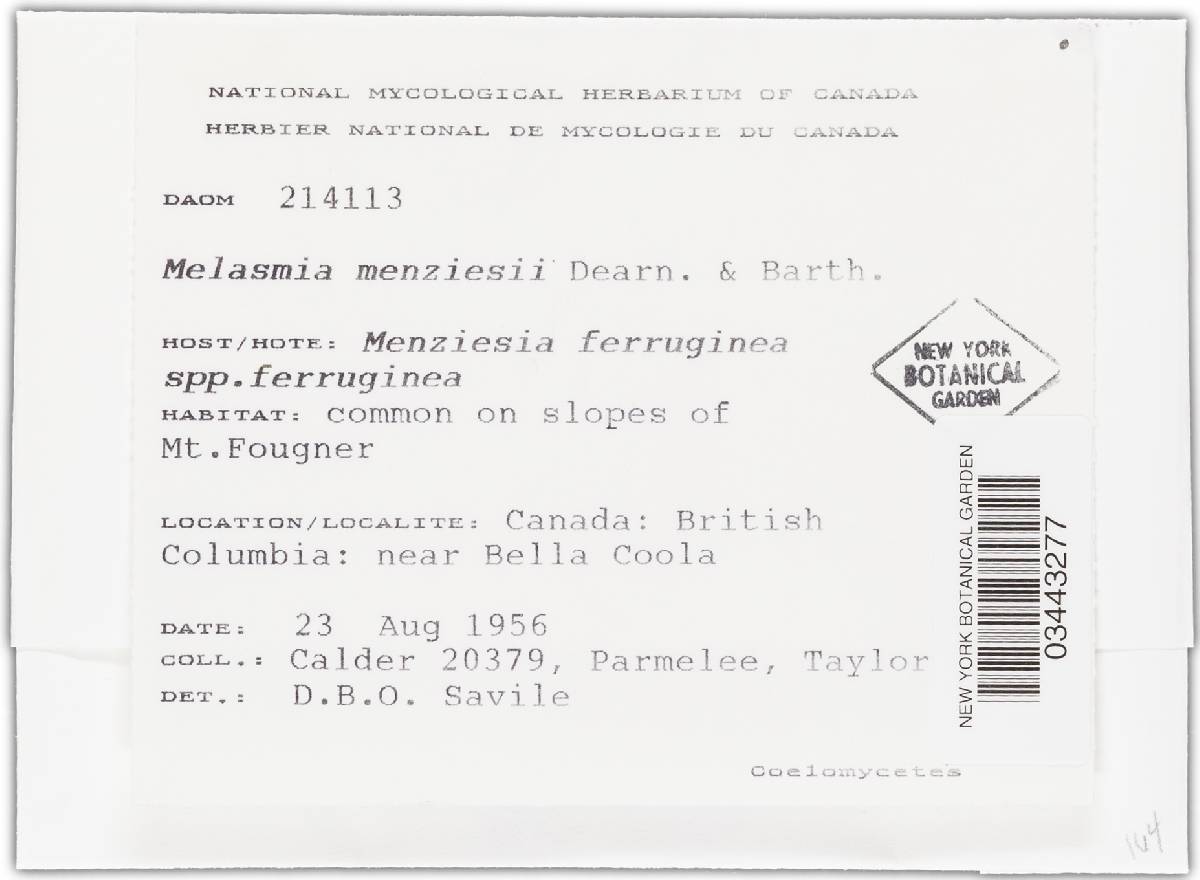 NATIONAL MYCOLOGICAL HERBARIUM OF CANADA
HERBIER NATIONAL DE MYCOLOGIE DU CANADA
DAOM 214113
Melasmia menziesii Dearn. & Barth.
HOST/HOTE: Menziesia ferruginea
spp.ferruginea
HABITAT: common on slopes of
Mt.Fougner
LOCATION/LOCALITE: Canada: British
Columbia: near Bella Coola
DATE: 23 Aug 1956
COLL.: Calder 20379, Parmelee, Taylor
DET.: D.B.O. Savile
Coelomycetes
NEW YORK
BOTANICAL
GARDEN
NEW YORK BOTANICAL GARDEN
03443277
164